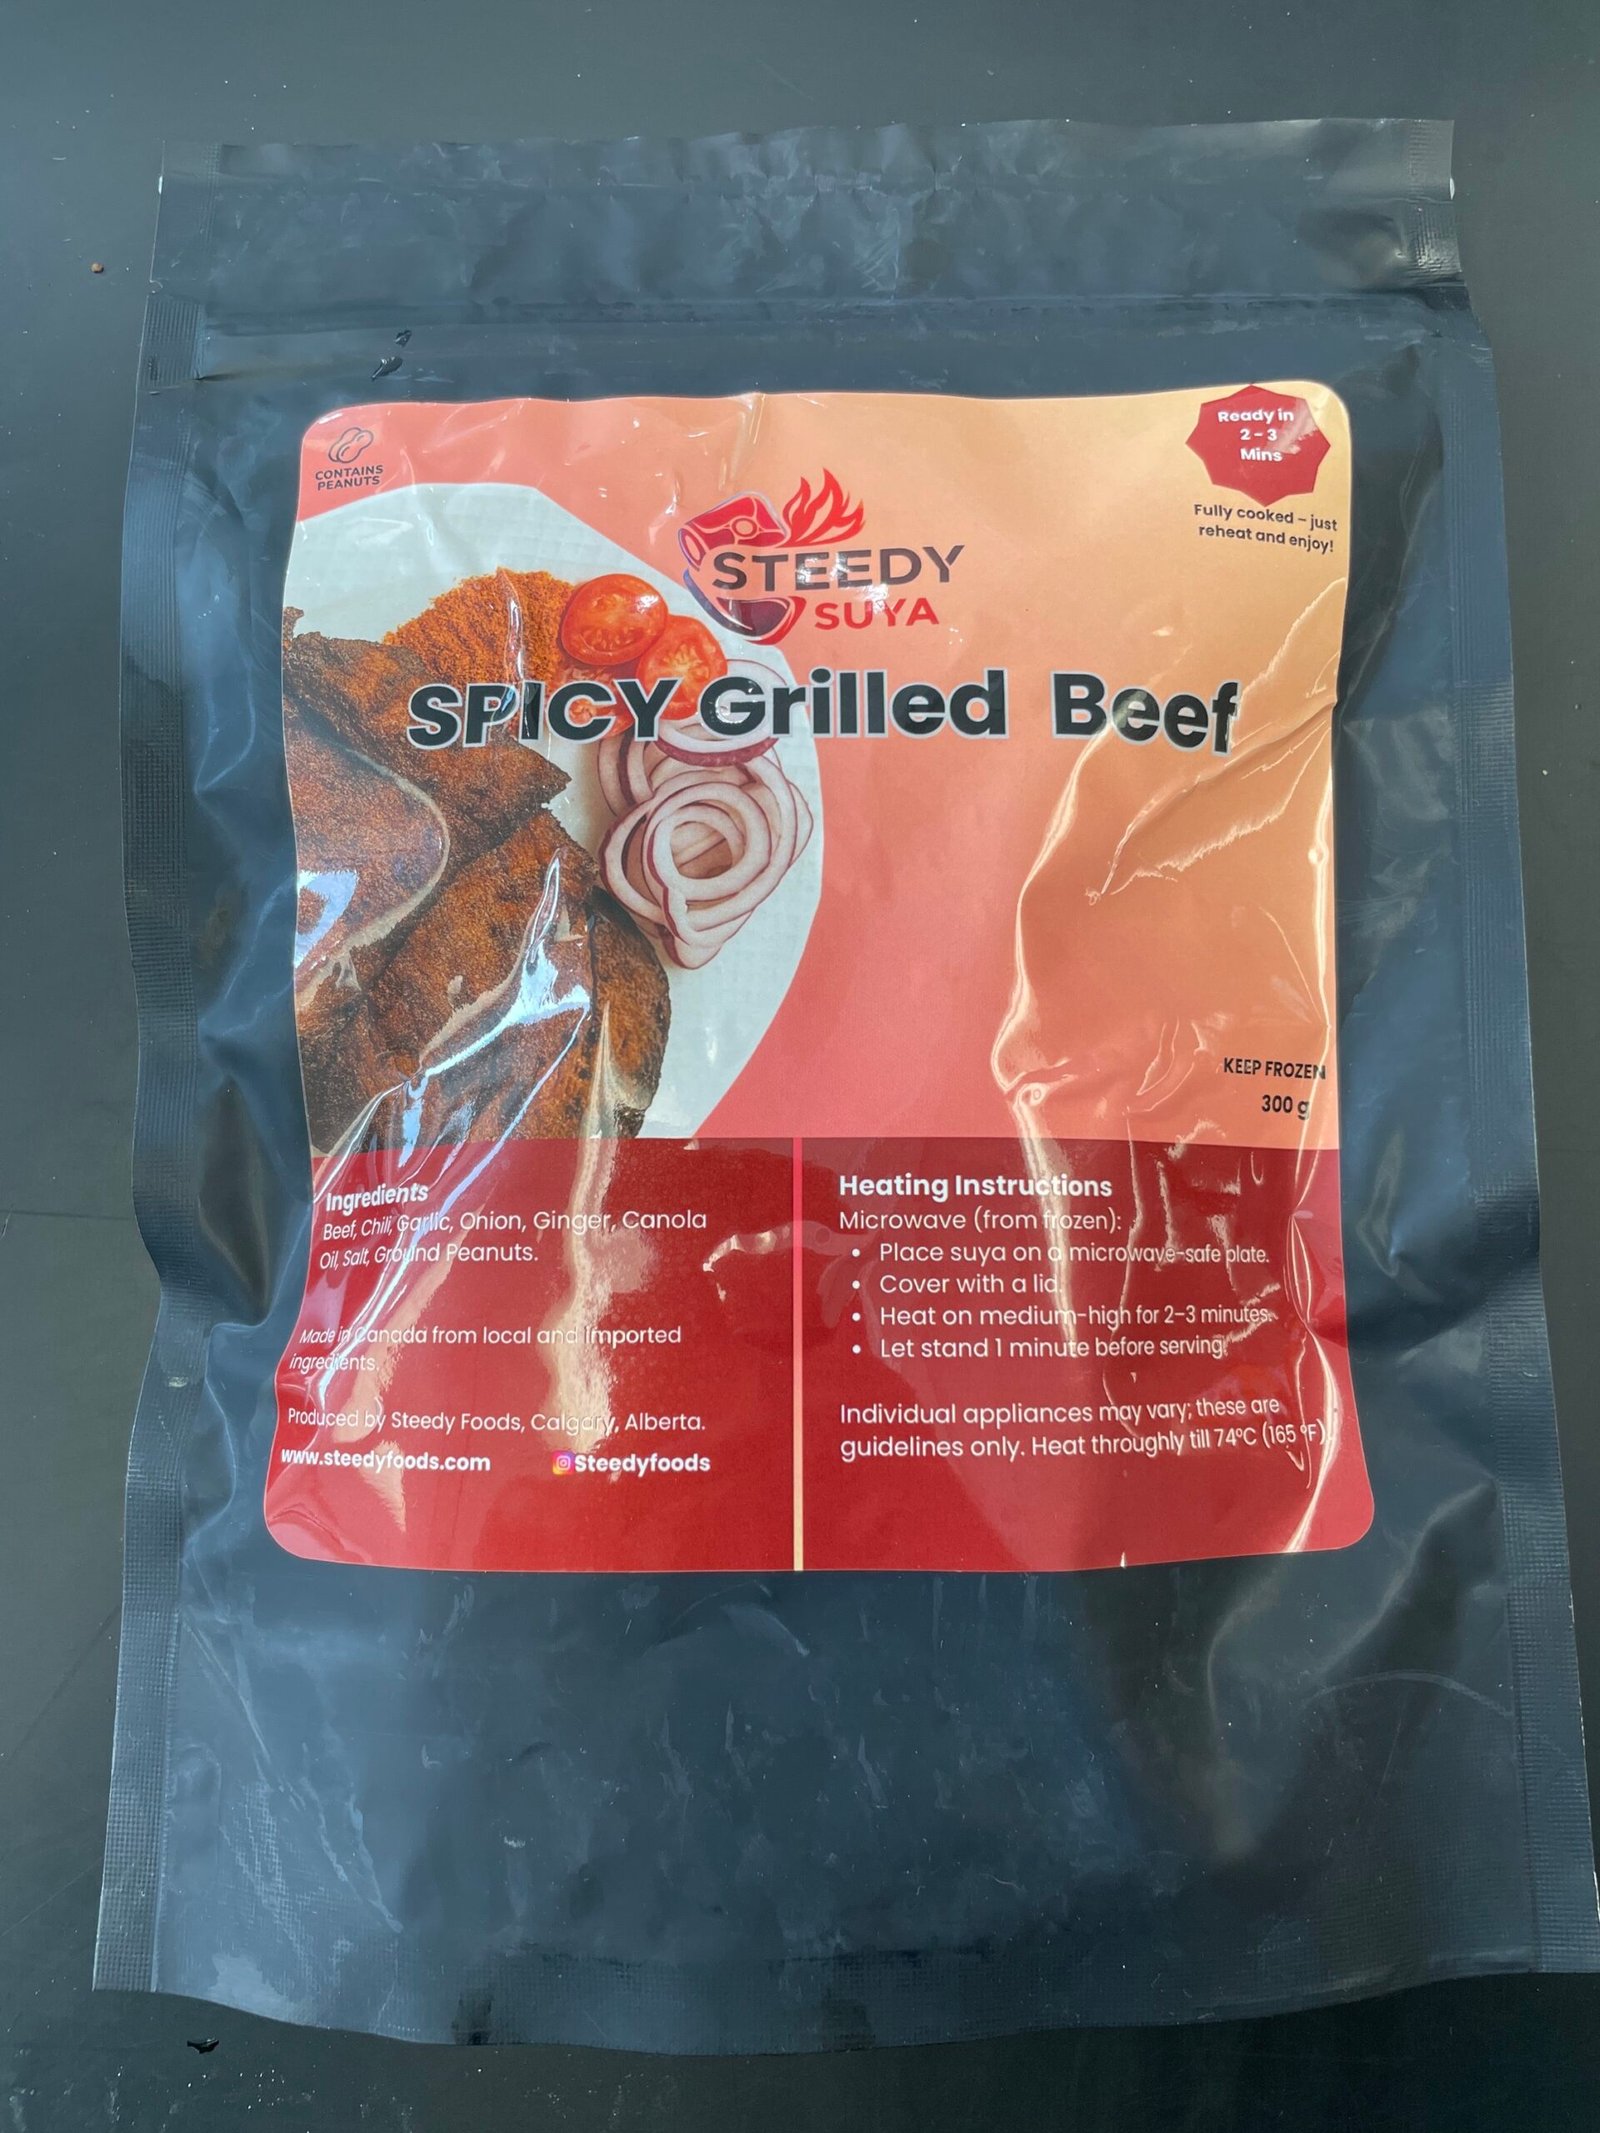 CONTAINS
PEANUTS
Ready in
2 - 3
Mins
Fully cooked – just
reheat and enjoy!
STEEDY
SUYA
SPICY Grilled Beef
KEEP FROZEN
300 g
Ingredients
Beef, Chili, Garlic, Onion, Ginger, Canola
Oil, Salt, Ground Peanuts.
Made in Canada from local and imported
ingredients.
Produced by Steedy Foods, Calgary, Alberta.
www.steedyfoods.com
Steedyfoods
Heating Instructions
Microwave (from frozen):
• Place suya on a microwave-safe plate.
• Cover with a lid.
• Heat on medium-high for 2–3 minutes.
• Let stand 1 minute before serving.
Individual appliances may vary; these are
guidelines only. Heat throughly till 74°C (165 °F).